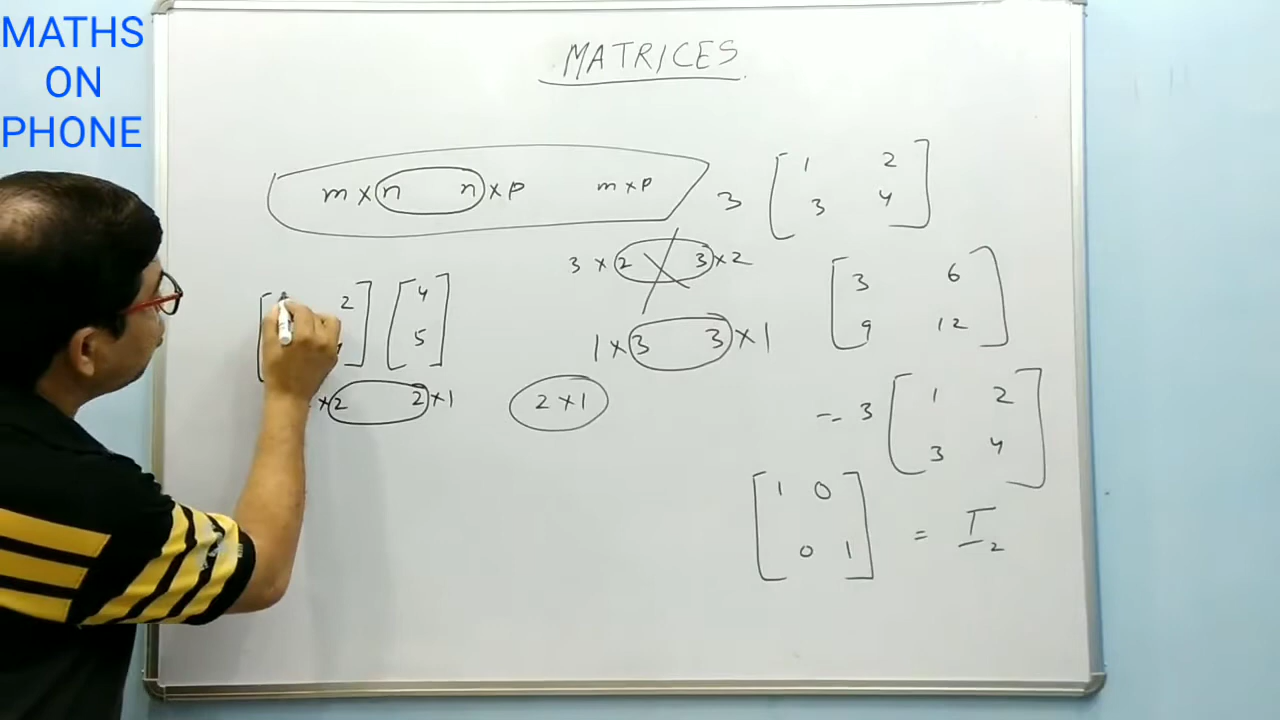 MATHS
ON
PHONE
MATRICES
m × n n × p m × p
3 [ 1 2
3 4 ]
3 × 2 3 × 2
[ 3 6
9 12 ]
[ 2 ] [ 4
5 ]
1 × 3 3 × 1
× 2 2 × 1 2 × 1
= 3 [ 1 2
3 4 ]
[ 1 0
0 1 ] = I₂